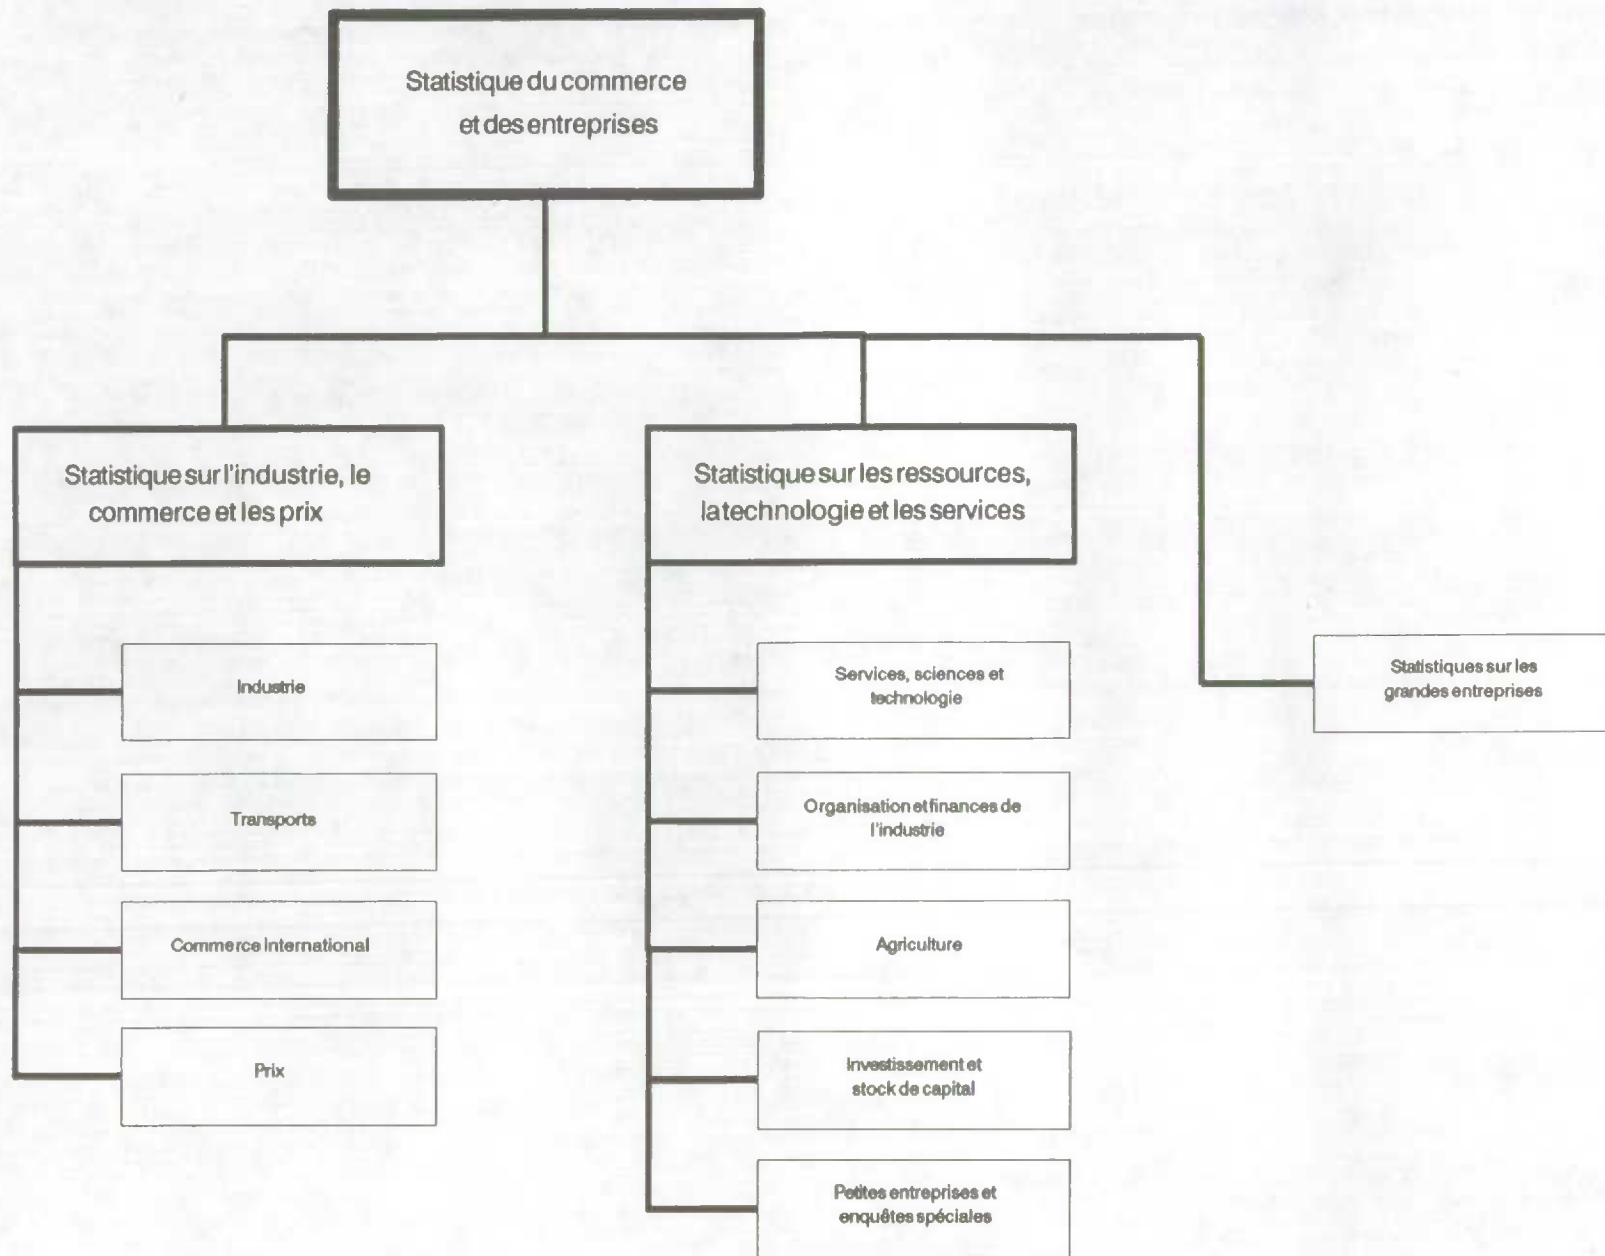 Statistique du commerce
et des entreprises
Statistique sur l'industrie, le
commerce et les prix
Industrie
Transports
Commerce International
Prix
Statistique sur les ressources,
la technologie et les services
Services, sciences et
technologie
Organisation et finances de
l'industrie
Agriculture
Investissement et
stock de capital
Petites entreprises et
enquêtes spéciales
Statistiques sur les
grandes entreprises